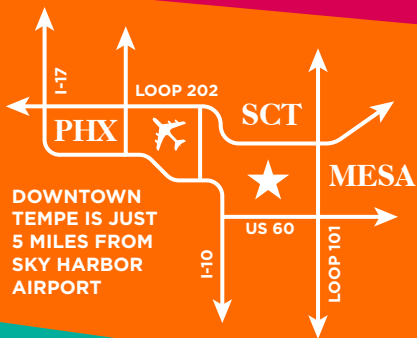 I-17
LOOP 202
PHX
SCT
MESA
DOWNTOWN
TEMPE IS JUST
5 MILES FROM
SKY HARBOR
AIRPORT
US 60
I-10
LOOP 101